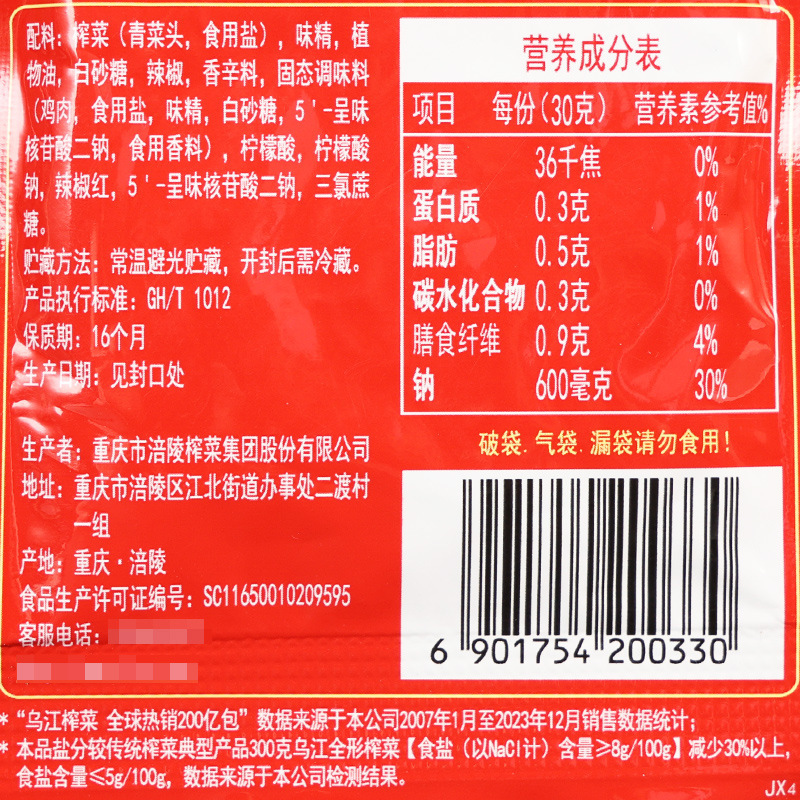 配料：榨菜（青菜头，食用盐），味精，植
物油，白砂糖，辣椒，香辛料，固态调味料
（鸡肉，食用盐，味精，白砂糖，5'-呈味
核苷酸二钠，食用香料），柠檬酸，柠檬酸
钠，辣椒红，5'-呈味核苷酸二钠，三氯蔗
糖。
贮藏方法：常温避光贮藏，开封后需冷藏。
产品执行标准：GH/T 1012
保质期：16个月
生产日期：见封口处
生产者：重庆市涪陵榨菜集团股份有限公司
地址：重庆市涪陵区江北街道办事处二渡村
一组
产地：重庆·涪陵
食品生产许可证编号：SC11650010209595
客服电话：
营养成分表
项目 每份（30克） 营养素参考值%
能量 36千焦 0%
蛋白质 0.3克 1%
脂肪 0.5克 1%
碳水化合物 0.3克 0%
膳食纤维 0.9克 4%
钠 600毫克 30%
破袋.气袋.漏袋请勿食用！
6 901754 200330
*“乌江榨菜 全球热销200亿包”数据来源于本公司2007年1月至2023年12月销售数据统计；
*本品盐分较传统榨菜典型产品300克乌江全形榨菜【食盐（以NaCl计）含量≥8g/100g】减少30%以上，
食盐含量≤5g/100g，数据来源于本公司检测结果。
JX4